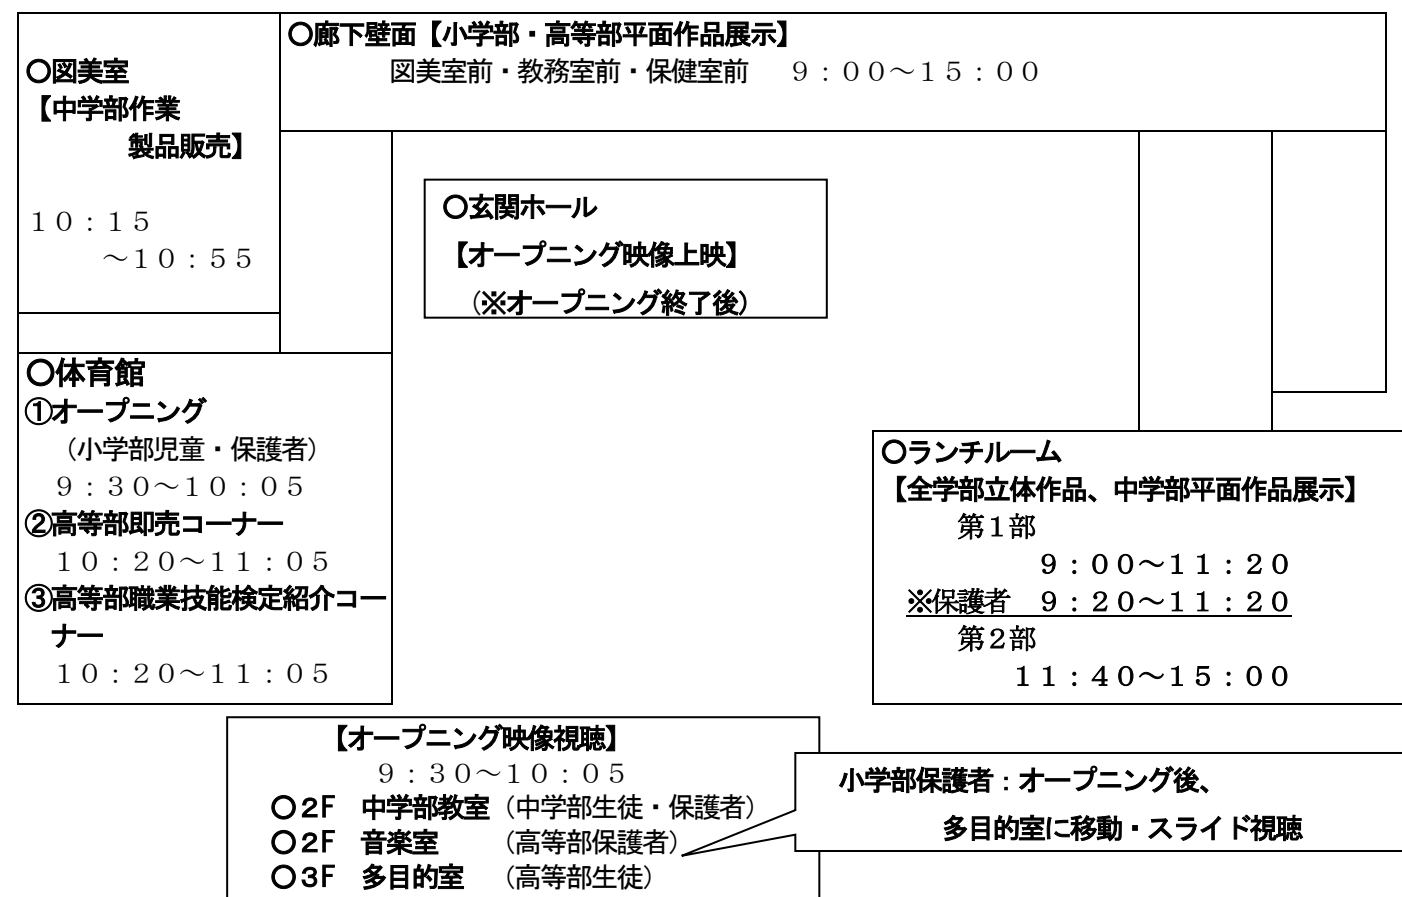 〇廊下壁面【小学部・高等部平面作品展示】
図美室前・教務室前・保健室前　９：００～１５：００
〇図美室
【中学部作業
製品販売】
１０：１５
～１０：５５
〇玄関ホール
【オープニング映像上映】
（※オープニング終了後）
〇体育館
①オープニング
（小学部児童・保護者）
９：３０～１０：０５
②高等部即売コーナー
１０：２０～１１：０５
③高等部職業技能検定紹介コー
ナー
１０：２０～１１：０５
〇ランチルーム
【全学部立体作品、中学部平面作品展示】
第１部
９：００～１１：２０
※保護者　９：２０～１１：２０
第２部
１１：４０～１５：００
【オープニング映像視聴】
９：３０～１０：０５
〇２Ｆ　中学部教室（中学部生徒・保護者）
〇２Ｆ　音楽室　　（高等部保護者）
〇３Ｆ　多目的室　（高等部生徒）
小学部保護者：オープニング後、
多目的室に移動・スライド視聴